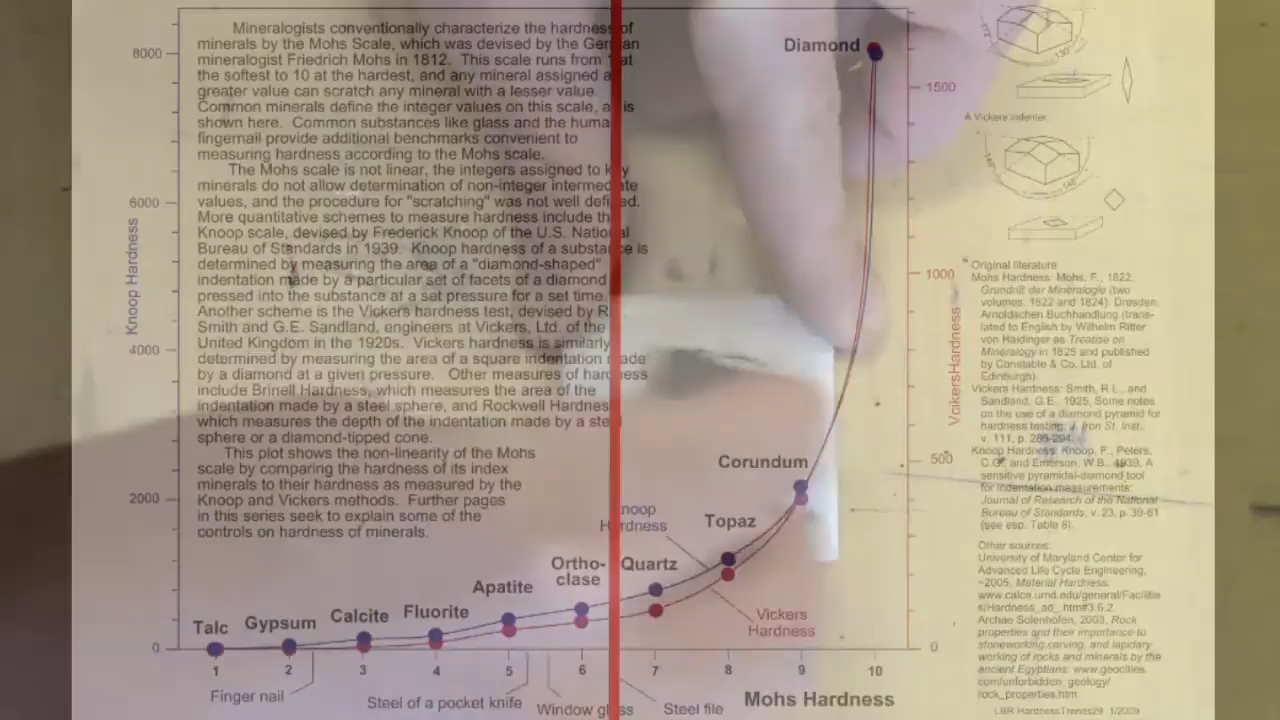 Mineralogists conventionally characterize the hardness of
minerals by the Mohs Scale, which was devised by the German
mineralogist Friedrich Mohs in 1812. This scale runs from 1 at
the softest to 10 at the hardest, and any mineral assigned a
greater value can scratch any mineral with a lesser value.
Common minerals define the integer values on this scale, as is
shown here. Common substances like glass and the human
fingernail provide additional benchmarks convenient to
measuring hardness according to the Mohs scale.
The Mohs scale is not linear, the integers assigned to key
minerals do not allow determination of non-integer intermediate
values, and the procedure for "scratching" was not well defined.
More quantitative schemes to measure hardness include the
Knoop scale, devised by Frederick Knoop of the U.S. National
Bureau of Standards in 1939. Knoop hardness of a substance is
determined by measuring the area of a "diamond-shaped"
indentation made by a particular set of facets of a diamond
pressed into the substance at a set pressure for a set time.
Another scheme is the Vickers hardness test, devised by R.
Smith and G.E. Sandland, engineers at Vickers, Ltd. of the
United Kingdom in the 1920s. Vickers hardness is similarly
determined by measuring the area of a square indentation made
by a diamond at a given pressure. Other measures of hardness
include Brinell Hardness, which measures the area of the
indentation made by a steel sphere, and Rockwell Hardness
which measures the depth of the indentation made by a steel
sphere or a diamond-tipped cone.
This plot shows the non-linearity of the Mohs
scale by comparing the hardness of its index
minerals to their hardness as measured by the
Knoop and Vickers methods. Further pages
in this series seek to explain some of the
controls on hardness of minerals.
Knoop Hardness
8000
6000
4000
2000
0
Diamond
Corundum
Topaz
Quartz
Ortho-
clase
Apatite
Fluorite
Calcite
Gypsum
Talc
Knoop
Hardness
Vickers
Hardness
1 2 3 4 5 6 7 8 9 10
Finger nail
Steel of a pocket knife
Window glass
Steel file
Mohs Hardness
1500
1000
500
0
VcikersHardness
172°
130°
A Vickers indenter.
148°
148°
Original literature:
Mohs Hardness: Mohs, F., 1822,
Grundriß der Mineralogie (two
volumes, 1822 and 1824): Dresden,
Arnoldischen Buchhandlung (trans-
lated to English by Wilhelm Ritter
von Haidinger as Treatise on
Mineralogy in 1825 and published
by Constable & Co. Ltd. of
Edinburgh).
Vickers Hardness: Smith, R.L., and
Sandland, G.E., 1925, Some notes
on the use of a diamond pyramid for
hardness testing: J. Iron St. Inst.,
v. 111, p. 285-294.
Knoop Hardness: Knoop, F., Peters,
C.G., and Emerson, W.B., 1939, A
sensitive pyramidal-diamond tool
for indentation measurements:
Journal of Research of the National
Bureau of Standards, v. 23, p. 39-61
(see esp. Table 8).
Other sources:
University of Maryland Center for
Advanced Life Cycle Engineering,
~2005, Material Hardness:
www.calce.umd.edu/general/Facilitie
s/Hardness_ad_.htm#3.6.2.
Archae Solenhofen, 2003, Rock
properties and their importance to
stoneworking,carving, and lapidary
working of rocks and minerals by the
ancient Egyptians: www.geocities.
com/unforbidden_geology/
rock_properties.htm
LBR HardnessTrends29 1/2009